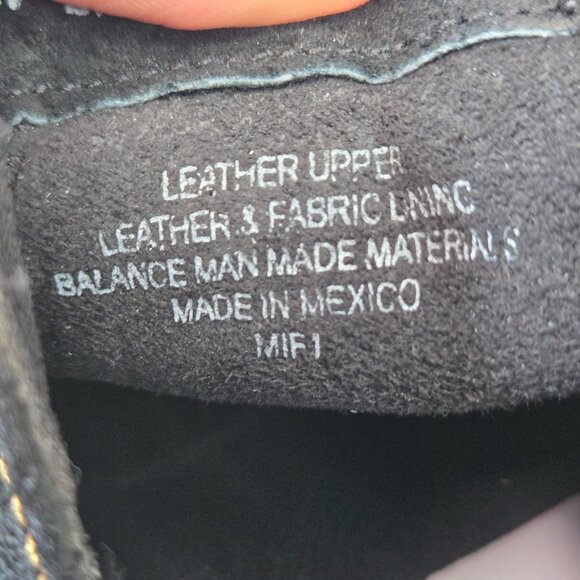 LEATHER UPPER
LEATHER & FABRIC LINING
BALANCE MAN MADE MATERIALS
MADE IN MEXICO
MIF1